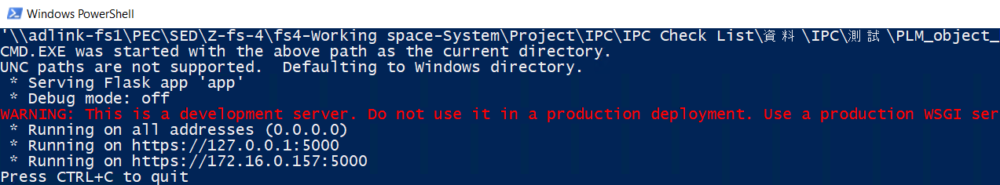 Windows PowerShell
'\\adlink-fs1\PEC\SED\Z-fs-4\fs4-Working space-System\Project\IPC\IPC Check List\資料\IPC\測試\PLM_object_
CMD.EXE was started with the above path as the current directory.
UNC paths are not supported.  Defaulting to Windows directory.
 * Serving Flask app 'app'
 * Debug mode: off
WARNING: This is a development server. Do not use it in a production deployment. Use a production WSGI ser
 * Running on all addresses (0.0.0.0)
 * Running on https://127.0.0.1:5000
 * Running on https://172.16.0.157:5000
Press CTRL+C to quit